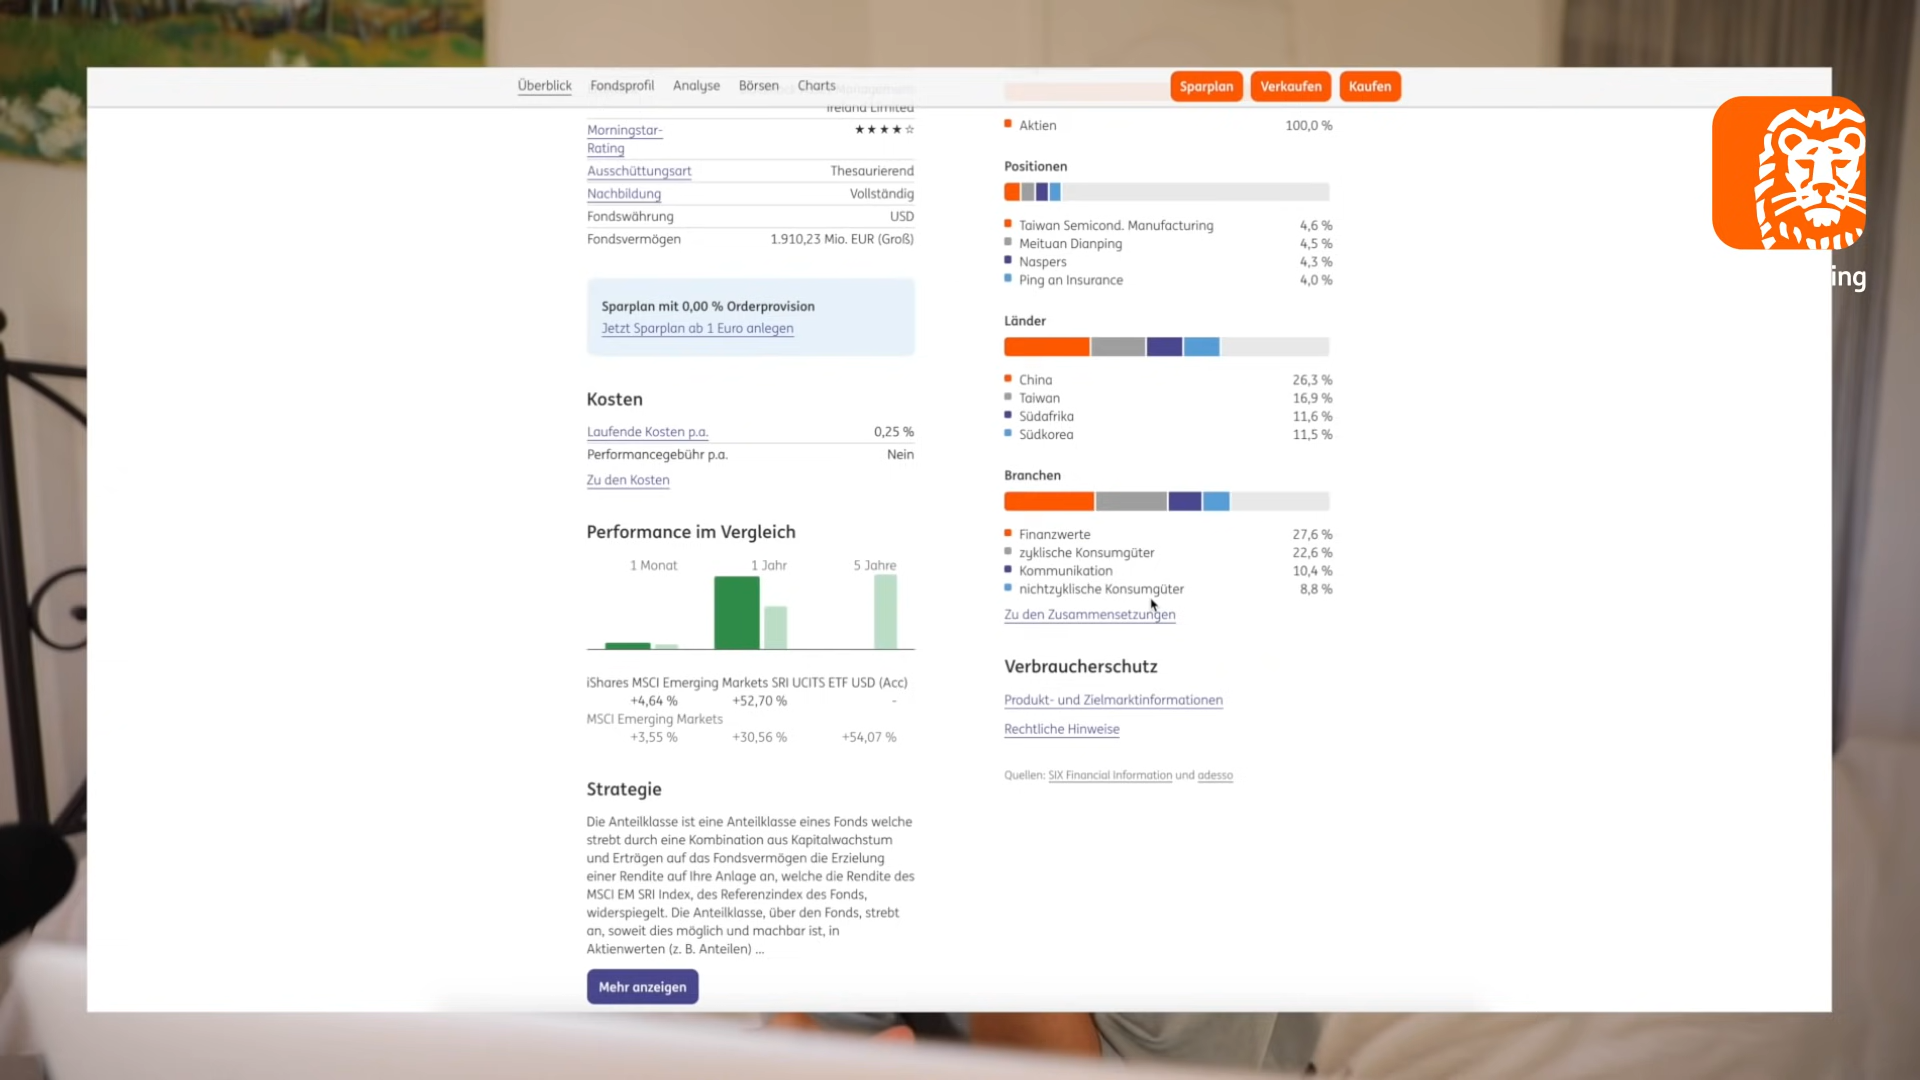 Überblick Fondsprofil Analyse Börsen Charts
Sparplan Verkaufen Kaufen
Ireland Limited
Morningstar-
Rating ★★★★☆
Ausschüttungsart Thesaurierend
Nachbildung Vollständig
Fondswährung USD
Fondsvermögen 1.910,23 Mio. EUR (Groß)
Sparplan mit 0,00 % Orderprovision
Jetzt Sparplan ab 1 Euro anlegen
Kosten
Laufende Kosten p.a. 0,25 %
Performancegebühr p.a. Nein
Zu den Kosten
Performance im Vergleich
1 Monat 1 Jahr 5 Jahre
iShares MSCI Emerging Markets SRI UCITS ETF USD (Acc)
+4,64 % +52,70 % -
MSCI Emerging Markets
+3,55 % +30,56 % +54,07 %
Strategie
Die Anteilklasse ist eine Anteilklasse eines Fonds welche
strebt durch eine Kombination aus Kapitalwachstum
und Erträgen auf das Fondsvermögen die Erzielung
einer Rendite auf Ihre Anlage an, welche die Rendite des
MSCI EM SRI Index, des Referenzindex des Fonds,
widerspiegelt. Die Anteilklasse, über den Fonds, strebt
an, soweit dies möglich und machbar ist, in
Aktienwerten (z. B. Anteilen) ...
Mehr anzeigen
Aktien 100,0 %
Positionen
Taiwan Semicond. Manufacturing 4,6 %
Meituan Dianping 4,5 %
Naspers 4,3 %
Ping an Insurance 4,0 %
Länder
China 26,3 %
Taiwan 16,9 %
Südafrika 11,6 %
Südkorea 11,5 %
Branchen
Finanzwerte 27,6 %
zyklische Konsumgüter 22,6 %
Kommunikation 10,4 %
nichtzyklische Konsumgüter 8,8 %
Zu den Zusammensetzungen
Verbraucherschutz
Produkt- und Zielmarktinformationen
Rechtliche Hinweise
Quellen: SIX Financial Information und adesso
ing